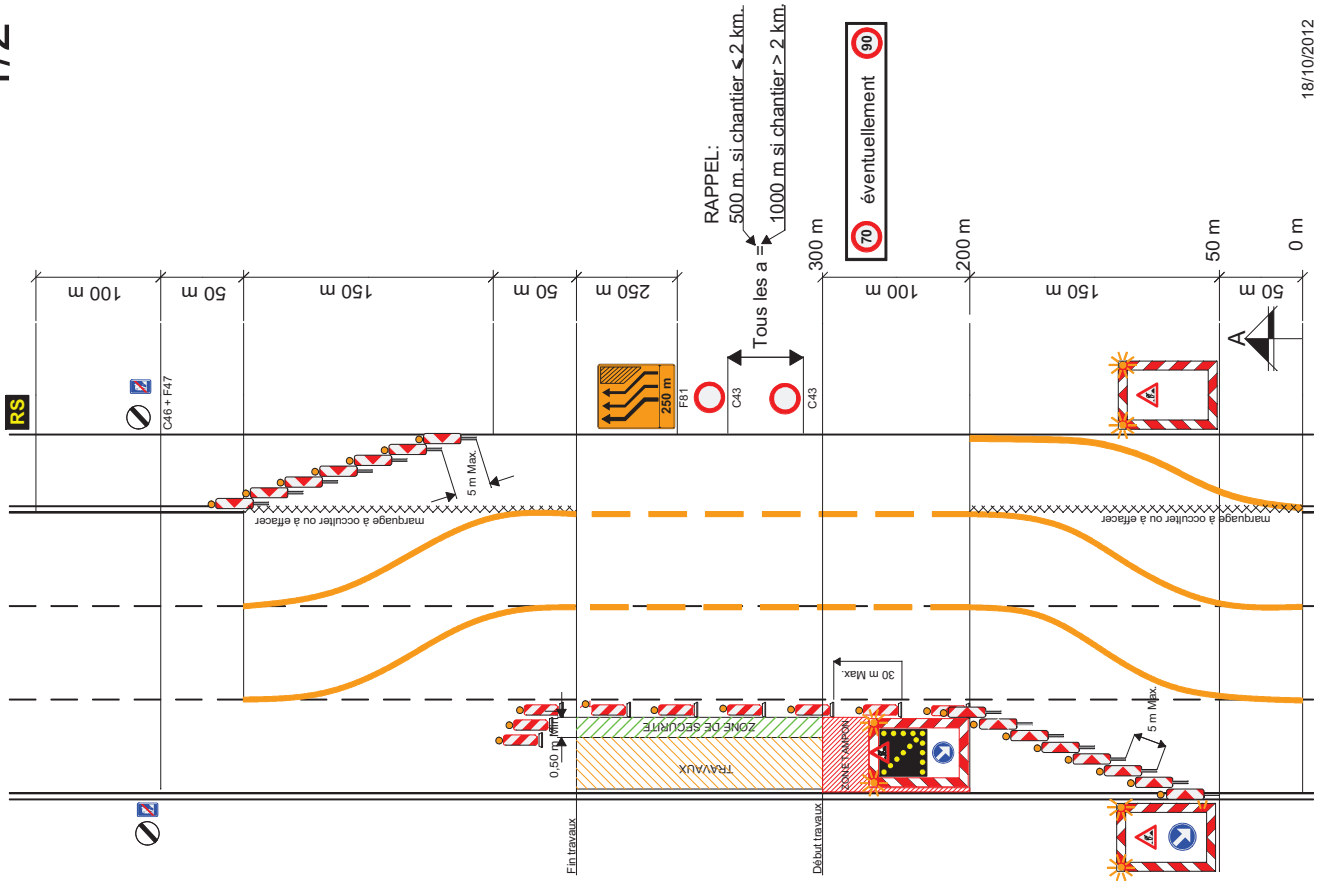 1/2
RS
100 m
50 m
150 m
50 m
250 m
C46 + F47
5 m Max.
marquage à occulter ou à effacer
250 m
F81
C43
C43
RAPPEL:
500 m. si chantier < 2 km.
Tous les a =
1000 m si chantier > 2 km.
70 éventuellement 90
300 m
100 m
200 m
150 m
50 m
50 m
0 m
A
marquage à occulter ou à effacer
0,50 m Min.
ZONE DE SECURITE
TRAVAUX
Fin travaux
Début travaux
ZONE TAMPON
30 m Max.
5 m Max.
18/10/2012